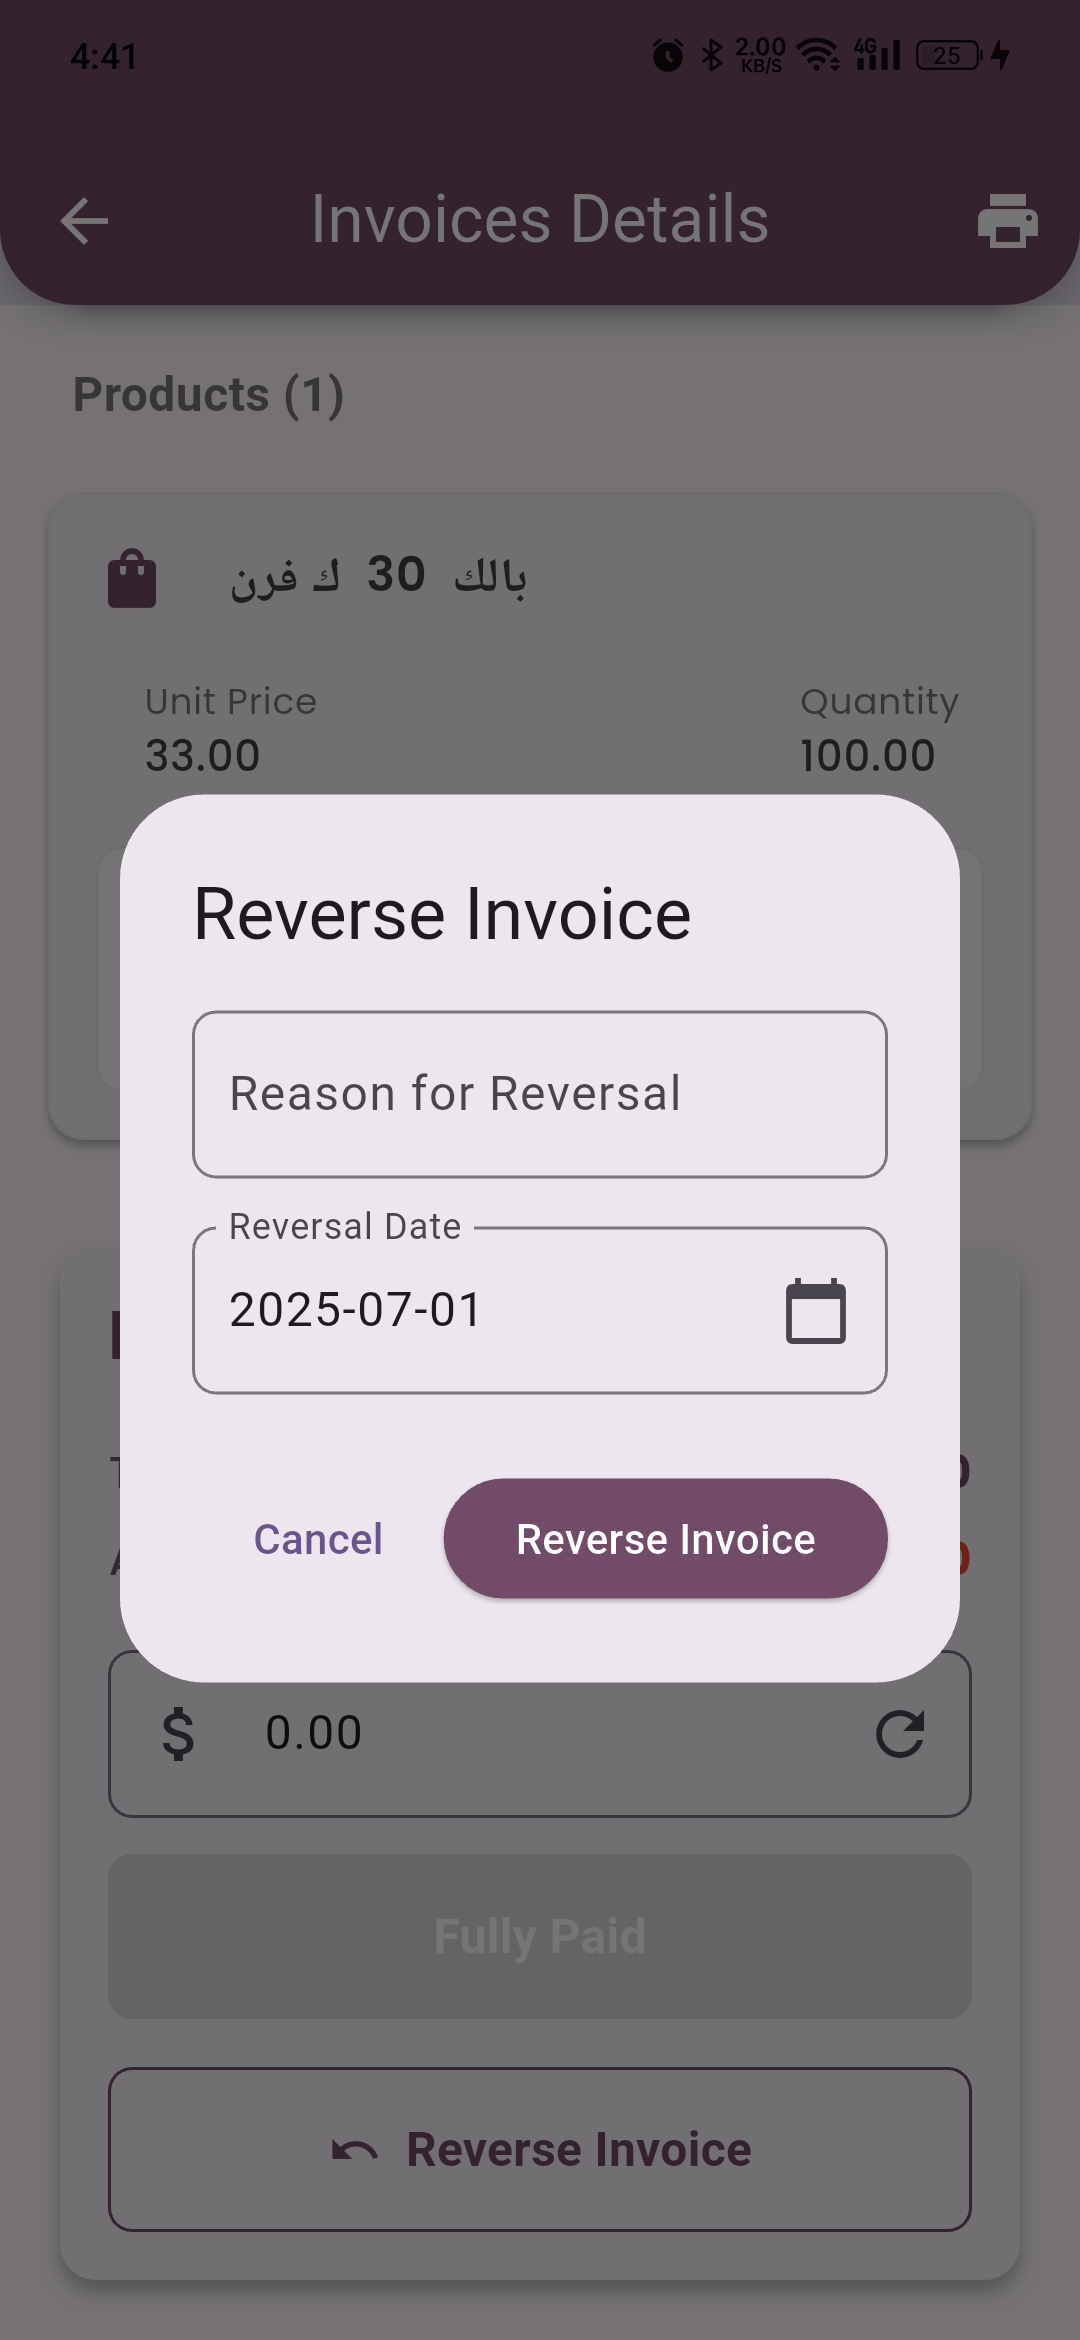 4:41
2.00
KB/S
4G
25
Invoices Details
Products (1)
بالك 30 ك فرن
Unit Price
Quantity
33.00
100.00
Reverse Invoice
Reason for Reversal
Reversal Date
2025-07-01
Cancel
Reverse Invoice
$ 0.00
Fully Paid
Reverse Invoice